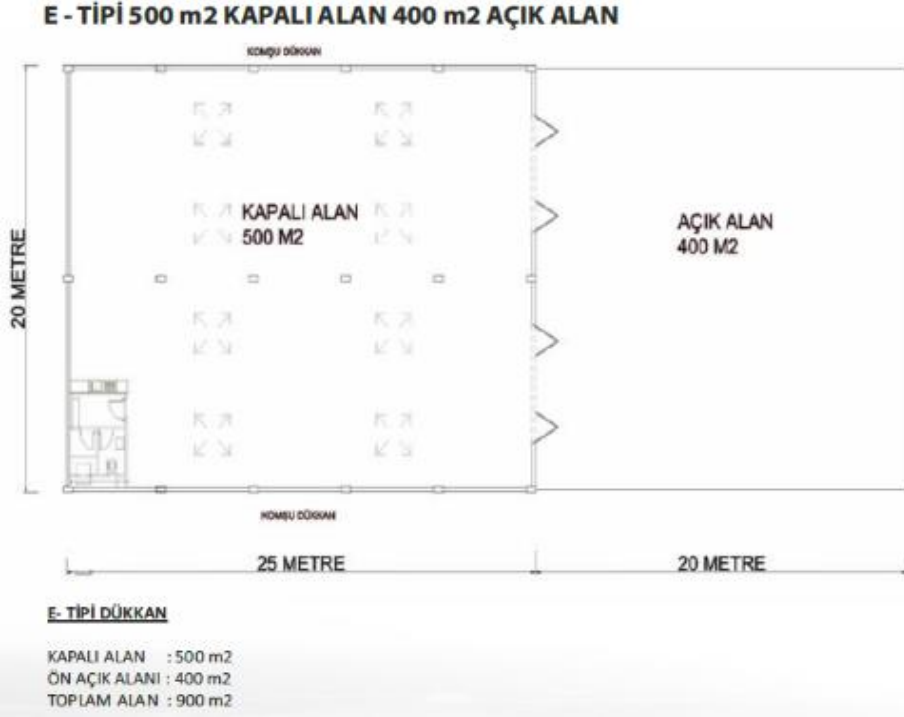 E - TİPİ 500 m2 KAPALI ALAN 400 m2 AÇIK ALAN
KOMŞU DÜKKAN
KAPALI ALAN
500 M2
AÇIK ALAN
400 M2
20 METRE
KOMŞU DÜKKAN
25 METRE
20 METRE
E- TİPİ DÜKKAN
KAPALI ALAN : 500 m2
ÖN AÇIK ALANI : 400 m2
TOPLAM ALAN : 900 m2